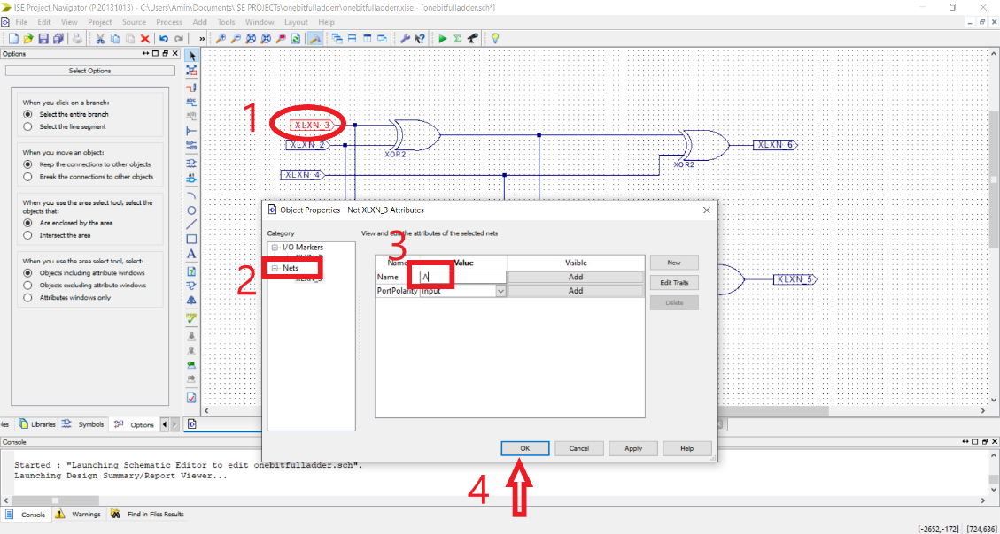 ISE Project Navigator (P.20131013) - C:\Users\Amin\Documents\ISE PROJECTs\onebitfulladder\onebitfulladderr.xise - [onebitfulladder.sch*]
File Edit View Project Source Process Add Tools Window Layout Help
Options
Select Options
When you click on a branch:
Select the entire branch
Select the line segment
When you move an object:
Keep the connections to other objects
Break the connections to other objects
When you use the area select tool, select the
objects that:
Are enclosed by the area
Intersect the area
When you use the area select tool, select:
Objects including attribute windows
Objects excluding attribute windows
Attributes windows only
1
XLXN_3
XLXN_2
XLXN_4
XOR2
XOR2
XLXN_6
XLXN_5
Object Properties - Net XLXN_3 Attributes
Category
View and edit the attributes of the selected nets
I/O Markers
XLXN_3
Nets
XLXN_3
2
3
Name Value Visible
Name A Add
PortPolarity Input Add
New
Edit Traits
Delete
OK Cancel Apply Help
4
Libraries Symbols Options
Console
Started : "Launching Schematic Editor to edit onebitfulladder.sch".
Launching Design Summary/Report Viewer...
Console Warnings Find in Files Results
[-2652,-172] [724,636]